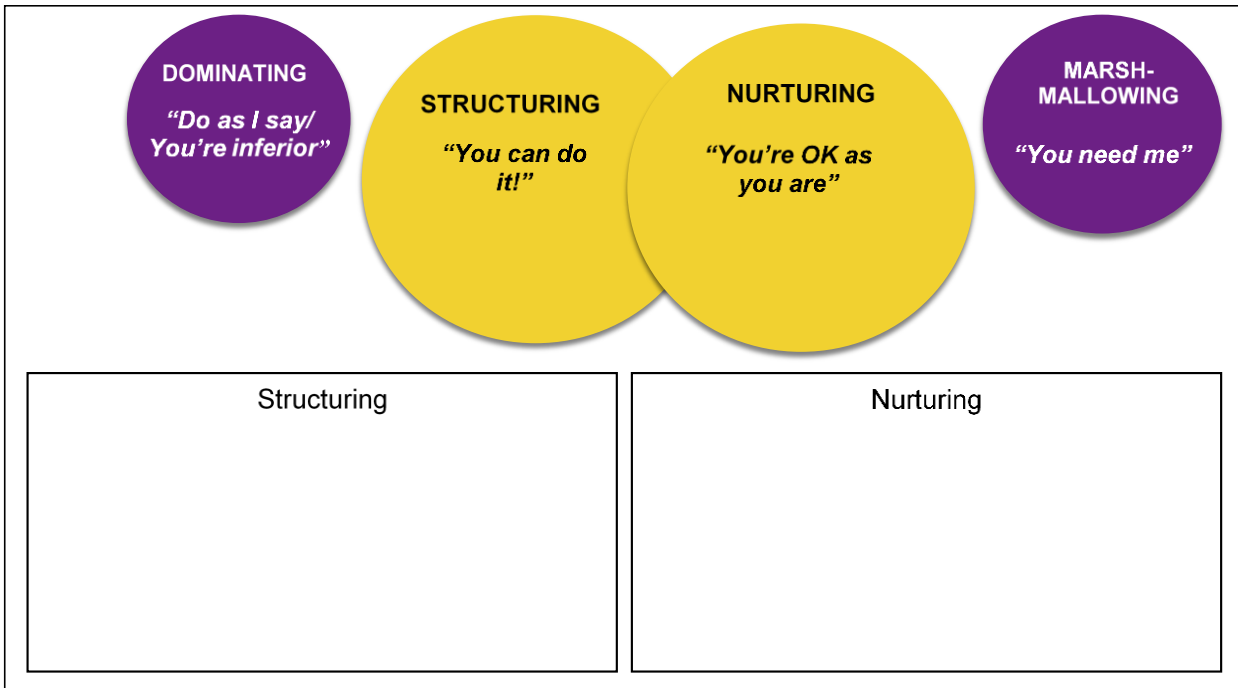 DOMINATING
“Do as I say/
You’re inferior”
STRUCTURING
“You can do
it!”
NURTURING
“You’re OK as
you are”
MARSH-
MALLOWING
“You need me”
Structuring
Nurturing